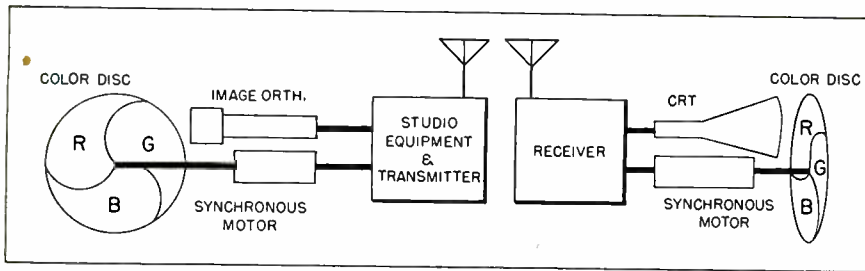 COLOR DISC
R
G
B
IMAGE ORTH.
SYNCHRONOUS
MOTOR
STUDIO
EQUIPMENT
&
TRANSMITTER
RECEIVER
CRT
SYNCHRONOUS
MOTOR
COLOR DISC
R
G
B